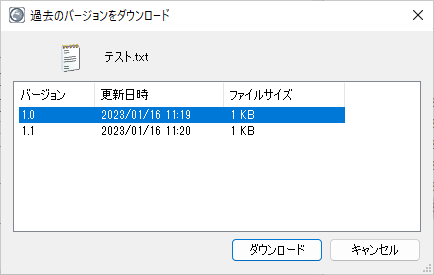 過去のバージョンをダウンロード
テスト.txt
バージョン 更新日時 ファイルサイズ
1.0 2023/01/16 11:19 1 KB
1.1 2023/01/16 11:20 1 KB
ダウンロード キャンセル